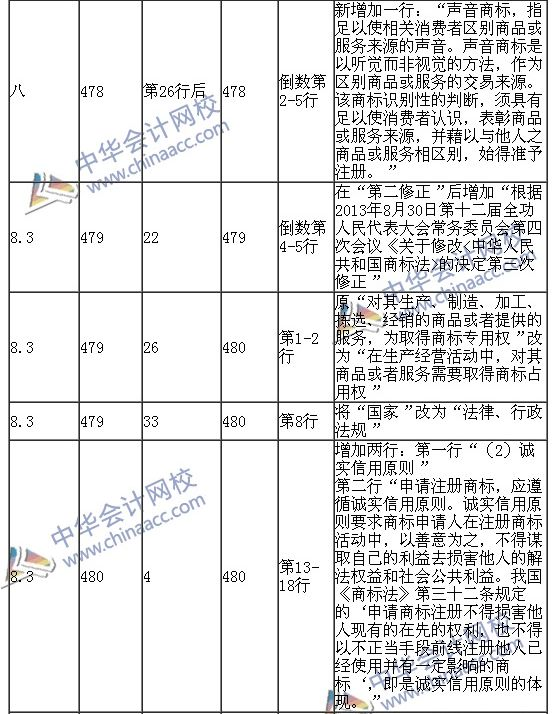 新增加一行：“声音商标，指
足以使相关消费者区别商品或
服务来源的声音。声音商标是
以听觉而非视觉的方法，作为
区别商品或服务的交易来源。
该商标识别性的判断，须具有
足以使消费者认识，表彰商品
或服务来源，并藉以与他人之
商品或服务相区别，始得准予
注册。”
八
478
第26行后
478
倒数第
2-5行
在“第二修正”后增加“根据
2013年8月30日第十二届全功
人民代表大会常务委员会第四
次会议《关于修改<中华人民
共和国商标法>的决定第三次
修正”
8.3
479
22
479
倒数第
4-5行
原“对其生产、制造、加工、
拣选、经销的商品或者提供的
服务，为取得商标专用权”改
为“在生产经营活动中，对其
商品或者服务需要取得商标占
用权”
8.3
479
26
480
第1-2
行
8.3
479
33
480
第8行
将“国家”改为“法律、行政
法规”
增加两行：第一行“（2）诚
实信用原则”
第二行“申请注册商标，应遵
循诚实信用原则。诚实信用原
则要求商标申请人在注册商标
活动中，以善意为之，不得谋
取自己的利益去损害他人的解
法权益和社会公共利益。我国
《商标法》第三十二条规定
的‘申请商标注册不得损害他
人现有的在先的权利，也不得
以不正当手段前线注册他人已
经使用并有一定影响的商
标‘，即是诚实信用原则的体
现。”
8.3
480
4
480
第13-
18行
中华会计网校
www.chinaacc.com
中华会计网校
www.chinaacc.com
中华会计网校
www.chinaacc.com